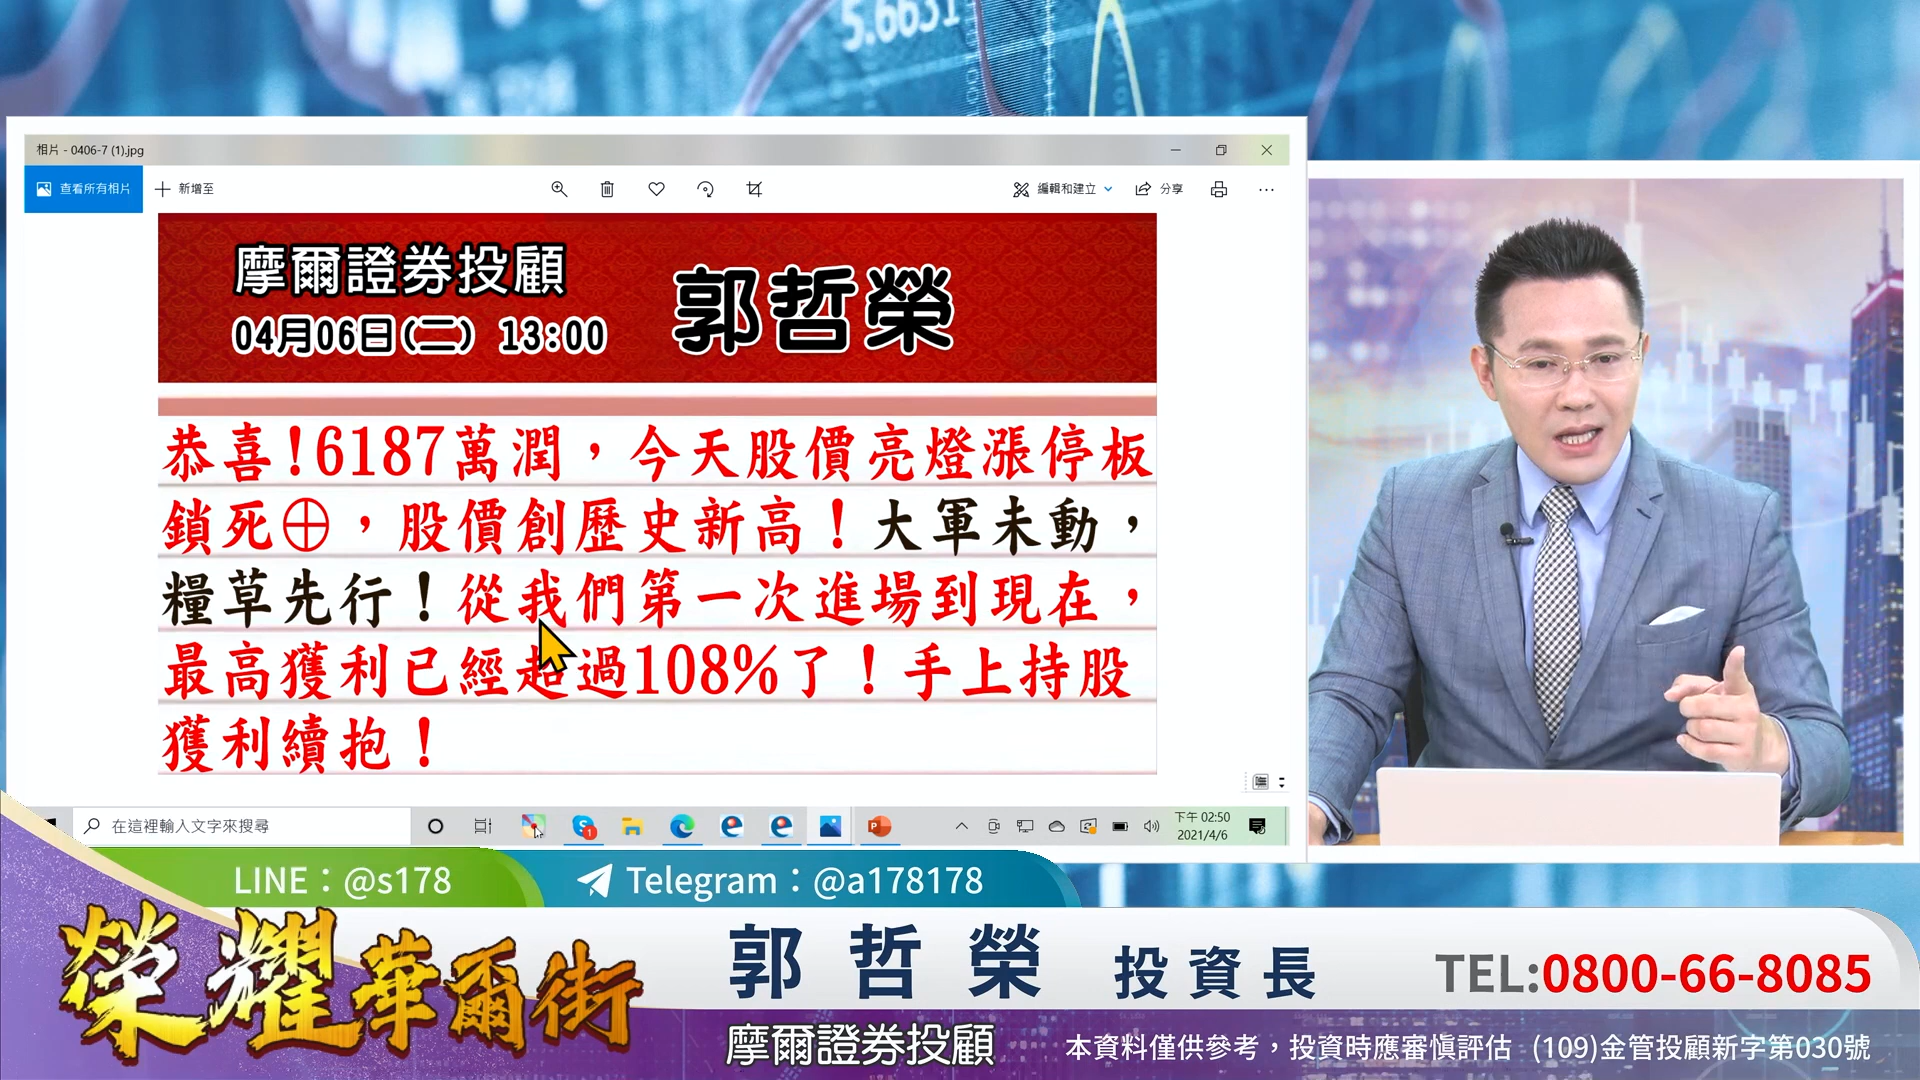 5.6631
相片 - 0406-7 (1).jpg
查看所有相片
新增至
編輯和建立
分享
摩爾證券投顧
04月06日(二) 13:00
郭哲榮
恭喜!6187萬潤，今天股價亮燈漲停板
鎖死⊕，股價創歷史新高！大軍未動，
糧草先行！從我們第一次進場到現在，
最高獲利已經超過108%了！手上持股
獲利續抱！
在這裡輸入文字來搜尋
1
下午 02:50
2021/4/6
LINE：@s178
Telegram：@a178178
榮耀華爾街
郭哲榮 投資長
TEL:0800-66-8085
摩爾證券投顧
本資料僅供參考，投資時應審慎評估 (109)金管投顧新字第030號